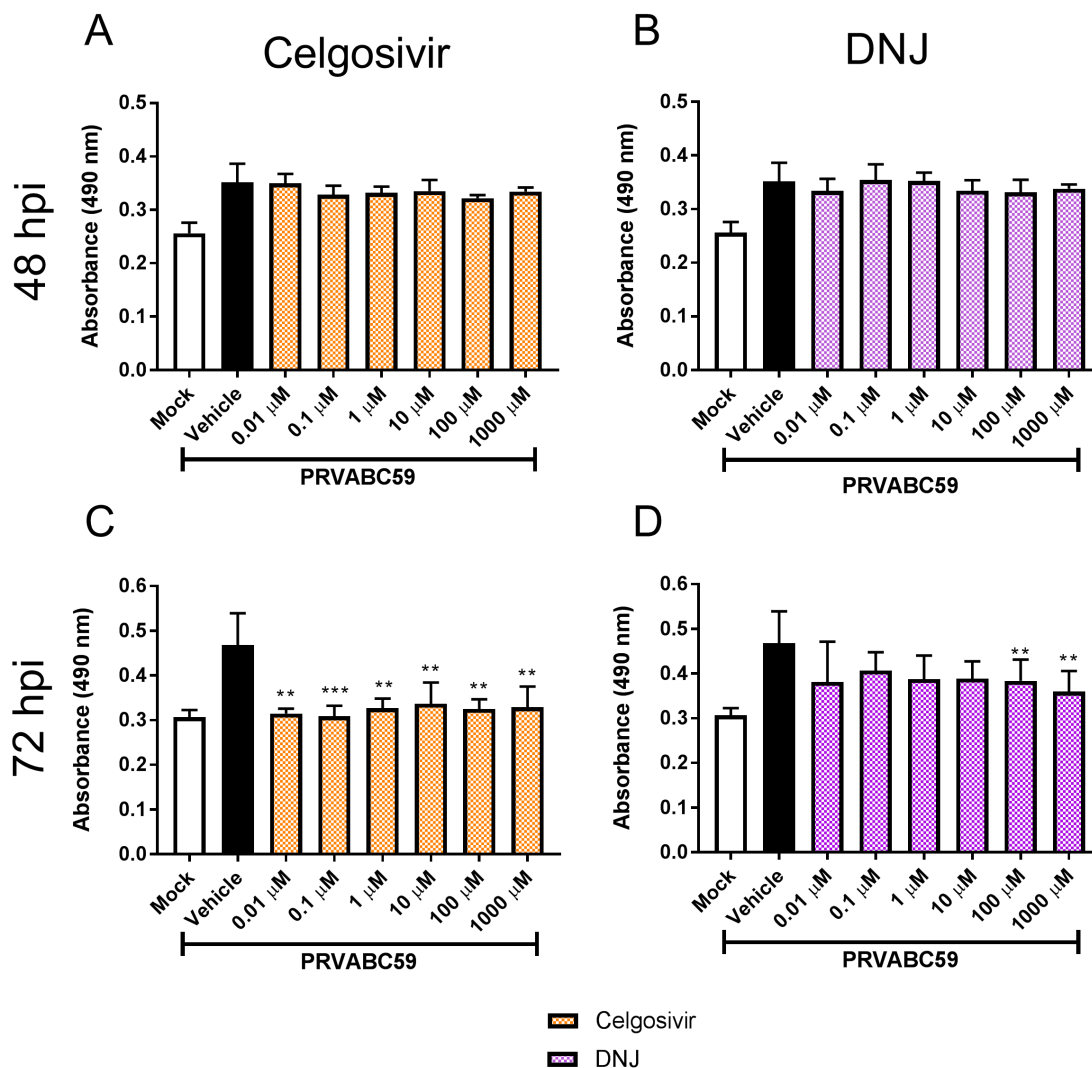 A
Celgosivir
B
DNJ
48 hpi
Absorbance (490 nm)
0.5
0.4
0.3
0.2
0.1
0.0
Mock
Vehicle
0.01 μM
0.1 μM
1 μM
10 μM
100 μM
1000 μM
PRVABC59
Absorbance (490 nm)
0.5
0.4
0.3
0.2
0.1
0.0
Mock
Vehicle
0.01 μM
0.1 μM
1 μM
10 μM
100 μM
1000 μM
PRVABC59
C
D
72 hpi
Absorbance (490 nm)
0.6
0.5
0.4
0.3
0.2
0.1
0.0
** *** ** ** ** **
Mock
Vehicle
0.01 μM
0.1 μM
1 μM
10 μM
100 μM
1000 μM
PRVABC59
Absorbance (490 nm)
0.6
0.5
0.4
0.3
0.2
0.1
0.0
** **
Mock
Vehicle
0.01 μM
0.1 μM
1 μM
10 μM
100 μM
1000 μM
PRVABC59
Celgosivir
DNJ